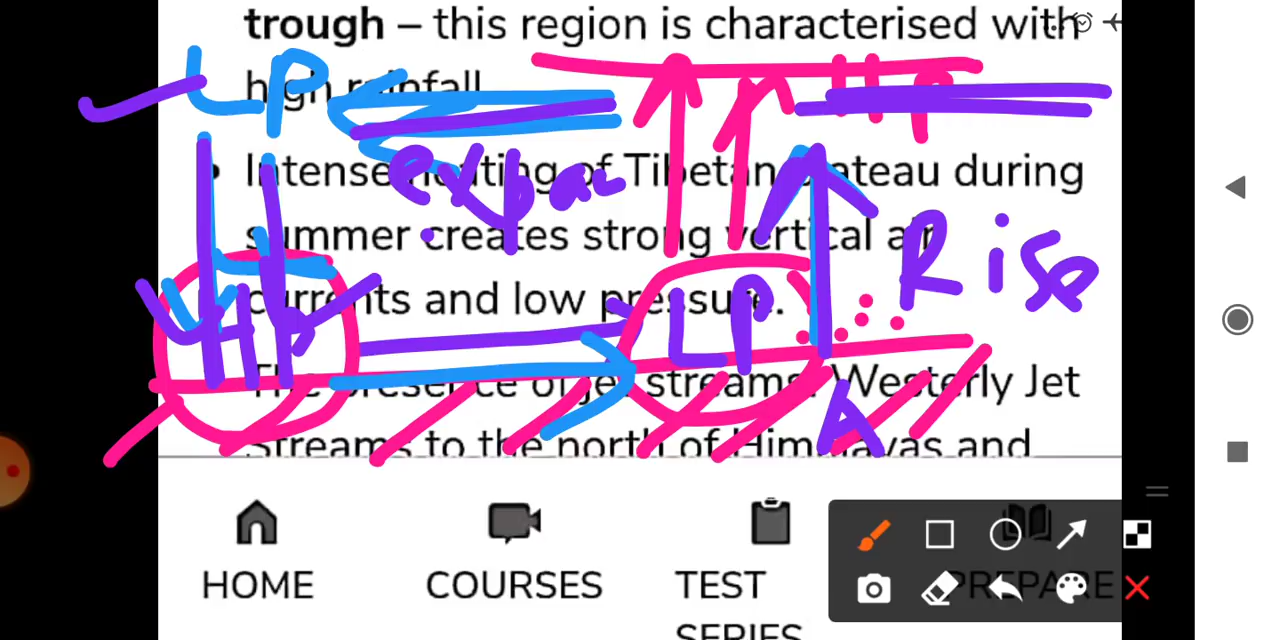 trough – this region is characterised with
high rainfall
LP
• Intense heating of Tibetan Plateau during
expan
summer creates strong vertical air
Rise
currents and low pressure.
HP
LP
The presence of jet streams. Westerly Jet
A
Streams to the north of Himalayas and
HOME
COURSES
TEST SERIES
PREPARE